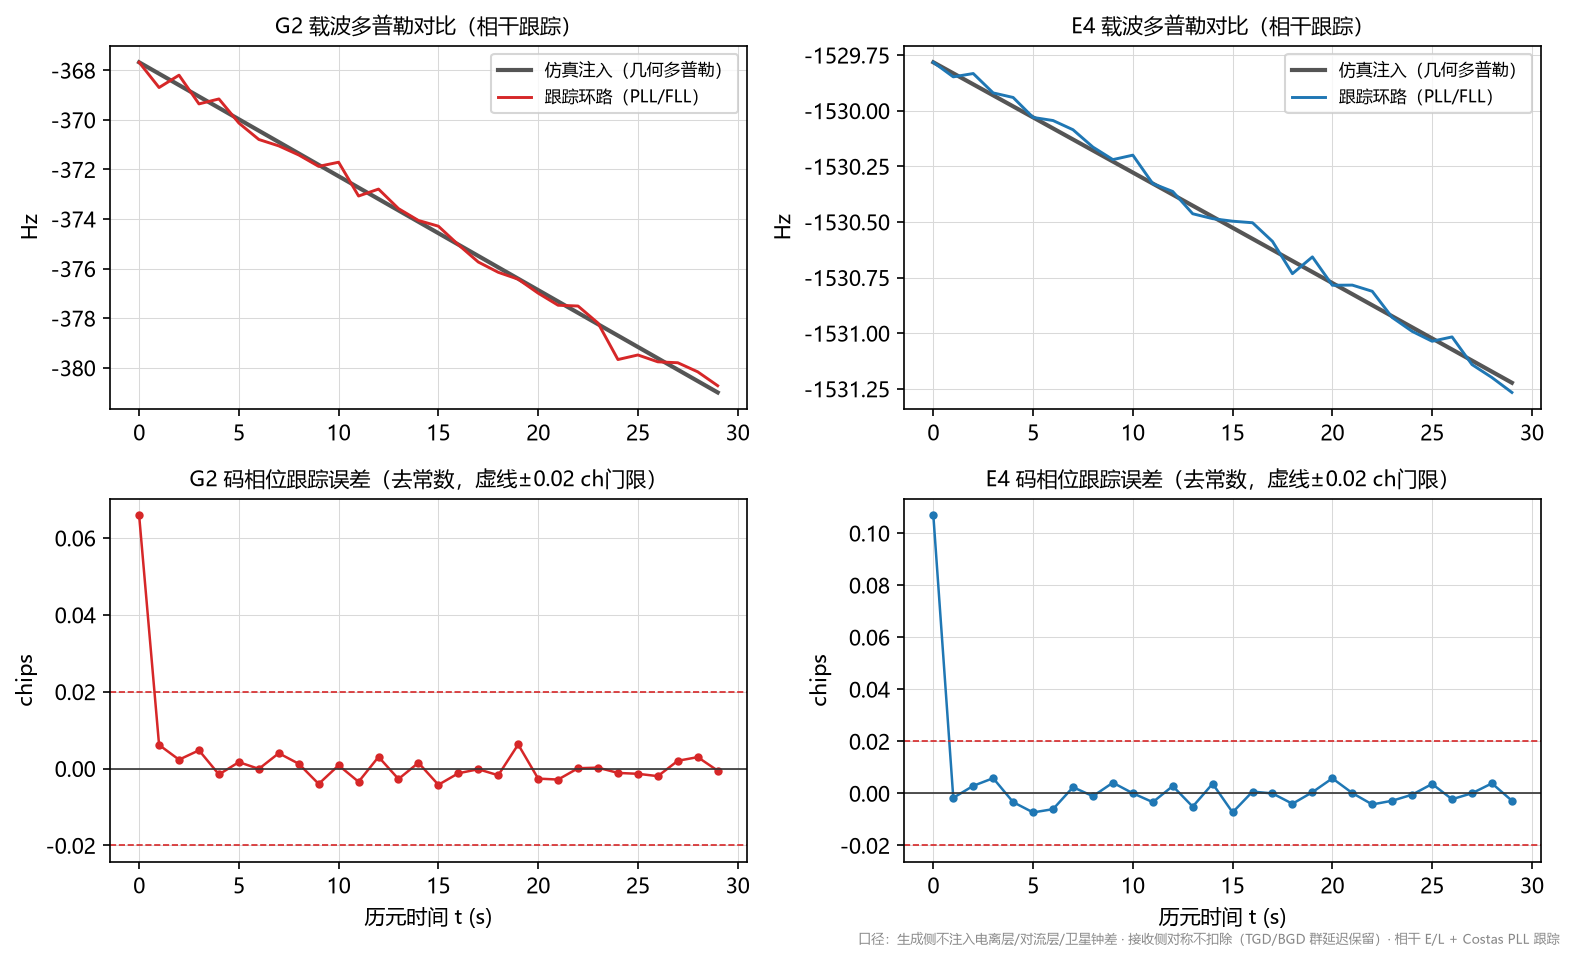 G2 载波多普勒对比（相干跟踪）
仿真注入（几何多普勒）
跟踪环路（PLL/FLL）
-368
-370
-372
-374
-376
-378
-380
Hz
0 5 10 15 20 25 30
E4 载波多普勒对比（相干跟踪）
仿真注入（几何多普勒）
跟踪环路（PLL/FLL）
-1529.75
-1530.00
-1530.25
-1530.50
-1530.75
-1531.00
-1531.25
Hz
0 5 10 15 20 25 30
G2 码相位跟踪误差（去常数，虚线±0.02 ch门限）
0.06
0.04
0.02
0.00
-0.02
chips
0 5 10 15 20 25 30
历元时间 t (s)
E4 码相位跟踪误差（去常数，虚线±0.02 ch门限）
0.10
0.08
0.06
0.04
0.02
0.00
-0.02
chips
0 5 10 15 20 25 30
历元时间 t (s)
口径：生成侧不注入电离层/对流层/卫星钟差 · 接收侧对称不扣除（TGD/BGD 群延迟保留）· 相干 E/L + Costas PLL 跟踪